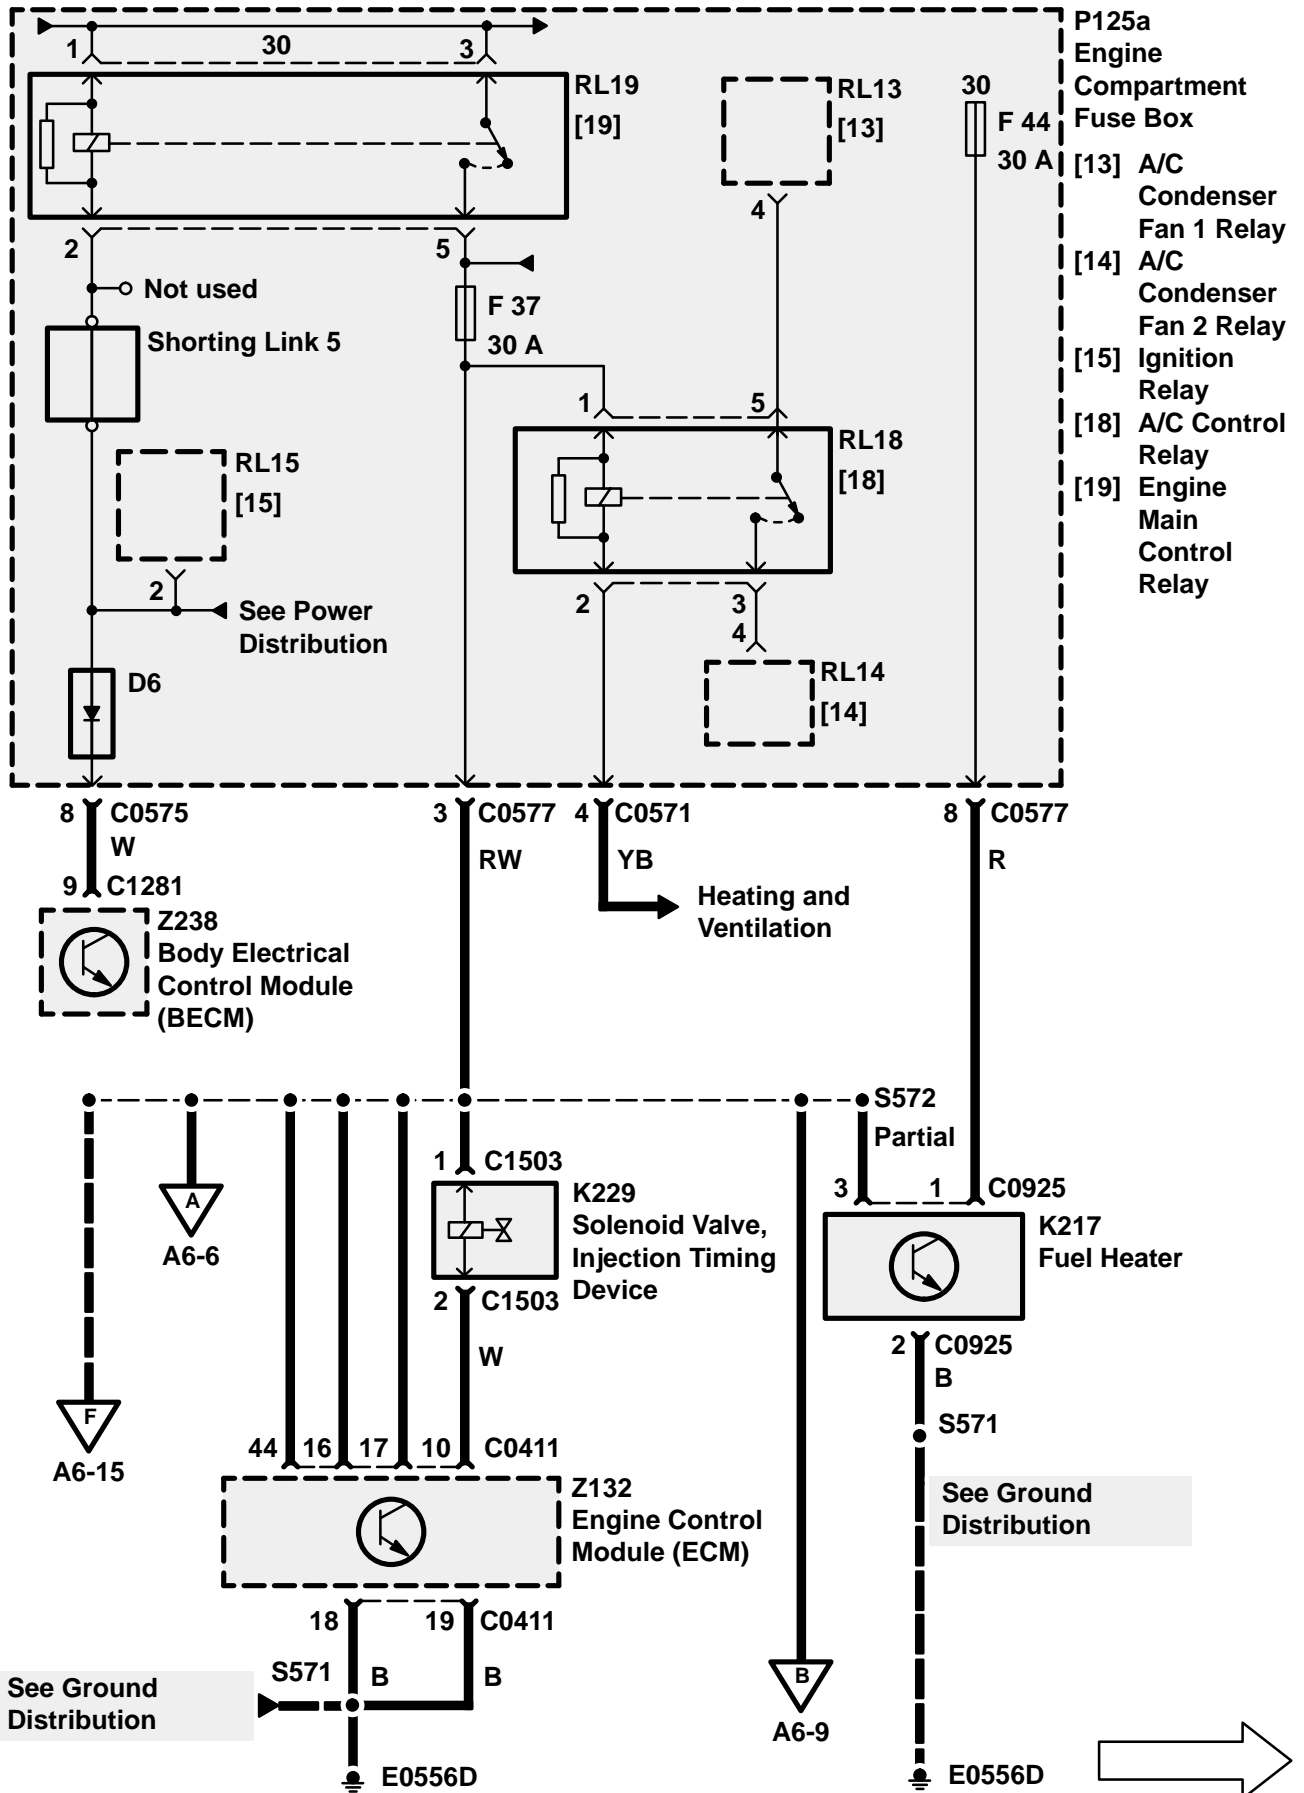 P125a
Engine
Compartment
Fuse Box
[13] A/C
Condenser
Fan 1 Relay
[14] A/C
Condenser
Fan 2 Relay
[15] Ignition
Relay
[18] A/C Control
Relay
[19] Engine
Main
Control
Relay
1 30 3
RL19
[19]
RL13
[13]
30
F 44
30 A
4
2 5
Not used
F 37
30 A
Shorting Link 5
1 5
RL18
[18]
RL15
[15]
2
See Power
Distribution
2 3
4
D6
RL14
[14]
8 C0575
W
3 C0577
RW
4 C0571
YB
8 C0577
R
9 C1281
Heating and
Ventilation
Z238
Body Electrical
Control Module
(BECM)
S572
Partial
1 C1503
3 1 C0925
A
A6-6
K229
Solenoid Valve,
Injection Timing
Device
K217
Fuel Heater
2 C1503
W
2 C0925
B
F
A6-15
S571
44 16 17 10 C0411
Z132
Engine Control
Module (ECM)
See Ground
Distribution
18 19 C0411
S571 B B
See Ground
Distribution
B
A6-9
E0556D
E0556D